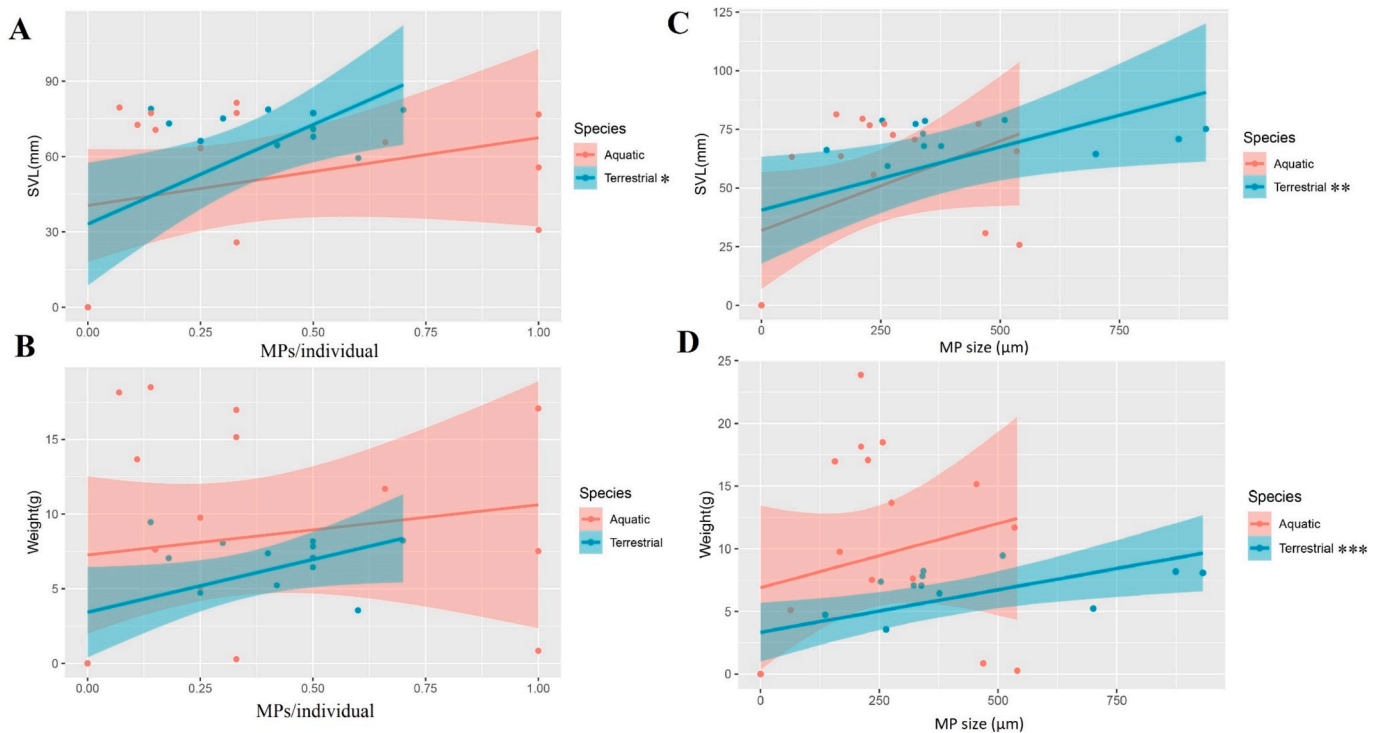 A
SVL(mm)
90
60
30
0
0.00 0.25 0.50 0.75 1.00
MPs/individual
Species
Aquatic
Terrestrial *
B
Weight(g)
15
10
5
0
0.00 0.25 0.50 0.75 1.00
MPs/individual
Species
Aquatic
Terrestrial
C
SVL(mm)
125
100
75
50
25
0
0 250 500 750
MP size (μm)
Species
Aquatic
Terrestrial **
D
Weight(g)
25
20
15
10
5
0
0 250 500 750
MP size (μm)
Species
Aquatic
Terrestrial ***